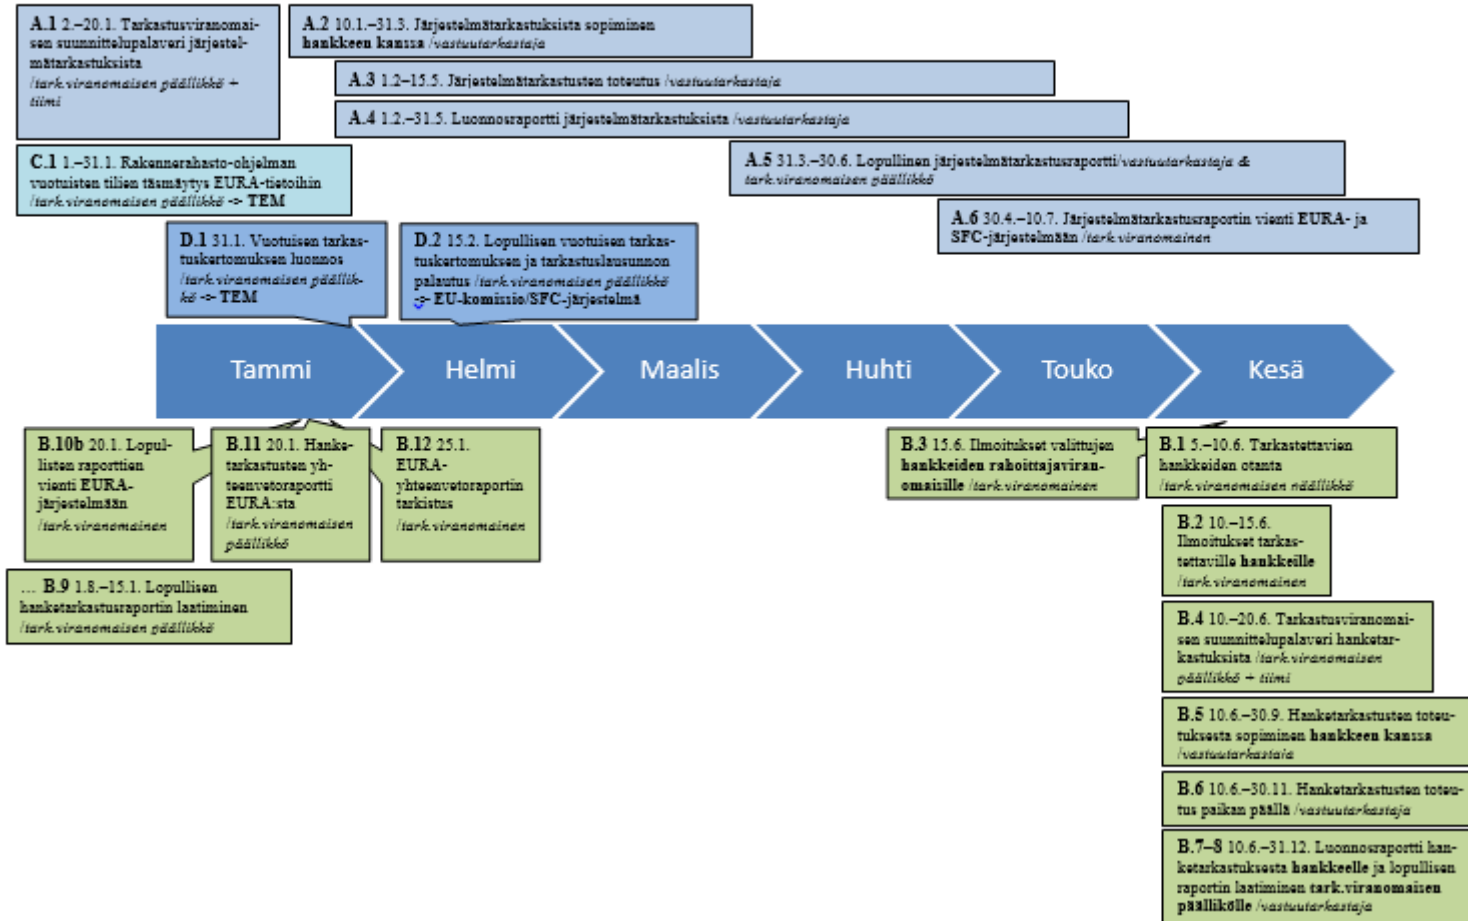 A.1 2.–20.1. Tarkastusviranomai-
sen suunnittelupalaveri järjestel-
mätarkastuksista
/tark.viranomaisen päällikkö +
tiimi
A.2 10.1.–31.3. Järjestelmätarkastuksista sopiminen
hankkeen kanssa /vastuutarkastaja
A.3 1.2–15.5. Järjestelmätarkastusten toteutus /vastuutarkastaja
A.4 1.2.–31.5. Luonnosraportti järjestelmätarkastuksista /vastuutarkastaja
C.1 1.–31.1. Rakennerahasto-ohjelman
vuotuisten tilien täsmäytys EURA-tietoihin
/tark.viranomaisen päällikkö -> TEM
A.5 31.3.–30.6. Lopullinen järjestelmätarkastusraportti/vastuutarkastaja &
tark.viranomaisen päällikkö
A.6 30.4.–10.7. Järjestelmätarkastusraportin vienti EURA- ja
SFC-järjestelmään /tark.viranomainen
D.1 31.1. Vuotuisen tarkas-
tuskertomuksen luonnos
/tark.viranomaisen päällik-
kö -> TEM
D.2 15.2. Lopullisen vuotuisen tarkas-
tuskertomuksen ja tarkastuslausunnon
palautus /tark.viranomaisen päällikkö
-> EU-komissio/SFC-järjestelmä
Tammi
Helmi
Maalis
Huhti
Touko
Kesä
B.10b 20.1. Lopul-
listen raporttien
vienti EURA-
järjestelmään
/tark.viranomainen
B.11 20.1. Hanke-
tarkastusten yh-
teenvetoraportti
EURA:sta
/tark.viranomaisen
päällikkö
B.12 25.1.
EURA-
yhteenvetoraportin
tarkistus
/tark.viranomainen
B.3 15.6. Ilmoitukset valittujen
hankkeiden rahoittajaviran-
omaisille /tark.viranomainen
B.1 5.–10.6. Tarkastettavien
hankkeiden otanta
/tark.viranomaisen päällikkö
B.2 10.–15.6.
Ilmoitukset tarkas-
tettaville hankkeille
/tark.viranomainen
... B.9 1.8.–15.1. Lopullisen
hanketarkastusraportin laatiminen
/tark.viranomaisen päällikkö
B.4 10.–20.6. Tarkastusviranomai-
sen suunnittelupalaveri hanketar-
kastuksista /tark.viranomaisen
päällikkö + tiimi
B.5 10.6.–30.9. Hanketarkastusten toteu-
tuksesta sopiminen hankkeen kanssa
/vastuutarkastaja
B.6 10.6.–30.11. Hanketarkastusten toteu-
tus paikan päällä /vastuutarkastaja
B.7–8 10.6.–31.12. Luonnosraportti han-
ketarkastuksesta hankkeelle ja lopullisen
raportin laatiminen tark.viranomaisen
päällikölle /vastuutarkastaja